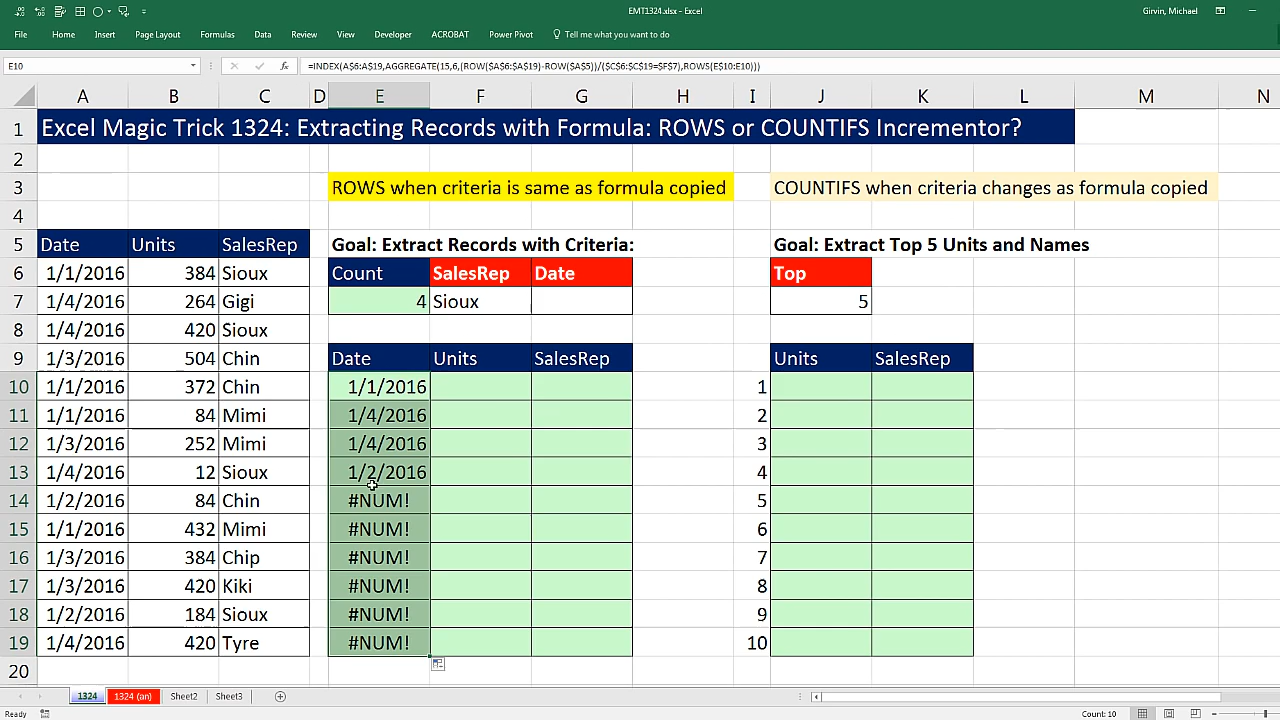 EMT1324.xlsx - Excel
Girvin, Michael
File Home Insert Page Layout Formulas Data Review View Developer ACROBAT Power Pivot Tell me what you want to do
E10 fx =INDEX(A$6:A$19,AGGREGATE(15,6,(ROW($A$6:$A$19)-ROW($A$5))/($C$6:$C$19=$F$7),ROWS(E$10:E10)))
A B C D E F G H I J K L M N
1 Excel Magic Trick 1324: Extracting Records with Formula: ROWS or COUNTIFS Incrementor?
2
3 ROWS when criteria is same as formula copied COUNTIFS when criteria changes as formula copied
4
5 Date Units SalesRep Goal: Extract Records with Criteria: Goal: Extract Top 5 Units and Names
6 1/1/2016 384 Sioux Count SalesRep Date Top
7 1/4/2016 264 Gigi 4 Sioux 5
8 1/4/2016 420 Sioux
9 1/3/2016 504 Chin Date Units SalesRep Units SalesRep
10 1/1/2016 372 Chin 1/1/2016 1
11 1/1/2016 84 Mimi 1/4/2016 2
12 1/3/2016 252 Mimi 1/4/2016 3
13 1/4/2016 12 Sioux 1/2/2016 4
14 1/2/2016 84 Chin #NUM! 5
15 1/1/2016 432 Mimi #NUM! 6
16 1/3/2016 384 Chip #NUM! 7
17 1/3/2016 420 Kiki #NUM! 8
18 1/2/2016 184 Sioux #NUM! 9
19 1/4/2016 420 Tyre #NUM! 10
20
1324 1324 (an) Sheet2 Sheet3
Ready Count: 10